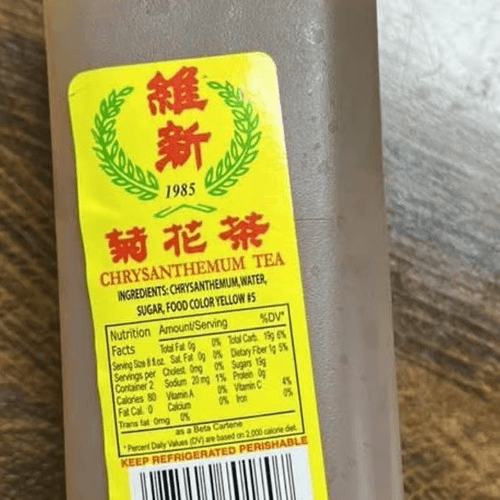 維
新
1985
菊花茶
CHRYSANTHEMUM TEA
INGREDIENTS: CHRYSANTHEMUM, WATER,
SUGAR, FOOD COLOR YELLOW #5
Nutrition Amount/Serving %DV*
Facts Total Fat 0g 0% Total Carb. 19g 6%
Serving Size 8 fl.oz. Sat. Fat 0g 0% Dietary Fiber 1g 5%
Servings per Cholest. 0mg 0% Sugars 19g
Container 2 Sodium 20mg 1% Protein 0g
Calories 80 Vitamin A 0% Vitamin C 4%
Fat Cal. 0 Calcium 0% Iron 0%
Trans fat 0mg 0%
as a Beta Cartene
*Percent Daily Values (DV) are based on 2,000 calorie diet.
KEEP REFRIGERATED PERISHABLE